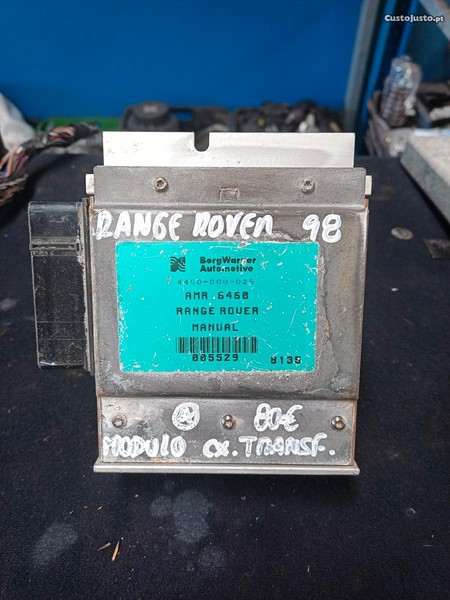 CustoJusto.pt
RANGE ROVER 98
BorgWarner
Automotive
4450-000-025
AMR 6460
RANGE ROVER
MANUAL
005529
8135
80€
MODULO CX. TRANSF.